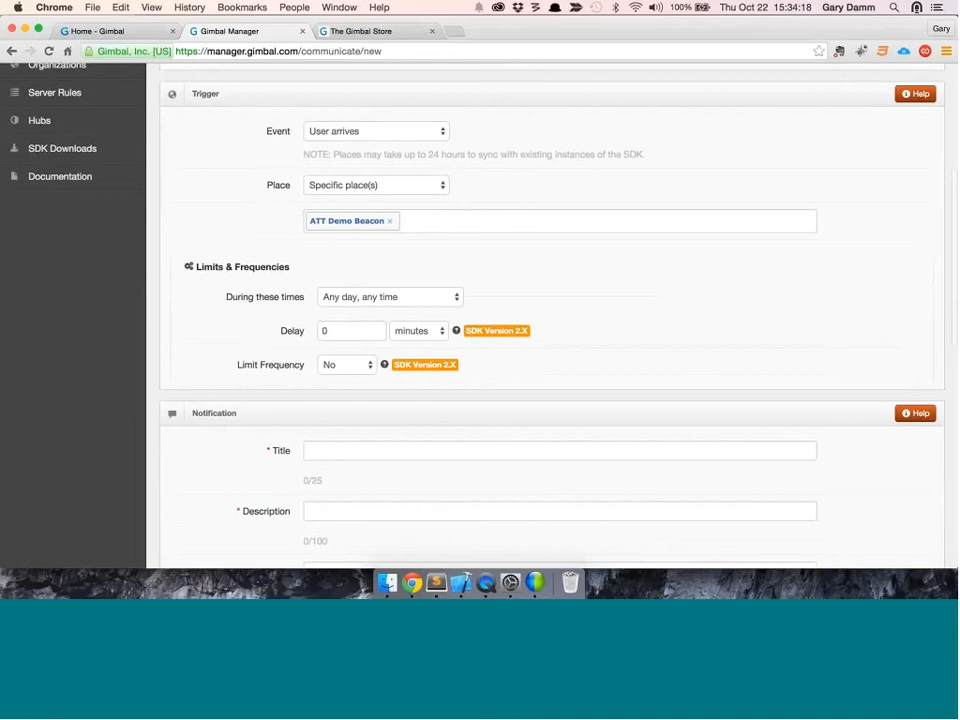 Chrome File Edit View History Bookmarks People Window Help 100% Thu Oct 22 15:34:18 Gary Damm
Home - Gimbal × Gimbal Manager × The Gimbal Store × Gary
Gimbal, Inc. [US] https://manager.gimbal.com/communicate/new
Organizations
Server Rules
Hubs
SDK Downloads
Documentation
Trigger Help
Event User arrives
NOTE: Places may take up to 24 hours to sync with existing instances of the SDK.
Place Specific place(s)
ATT Demo Beacon ×
Limits & Frequencies
During these times Any day, any time
Delay 0 minutes ? SDK Version 2.X
Limit Frequency No ? SDK Version 2.X
Notification Help
* Title
0/25
* Description
0/100